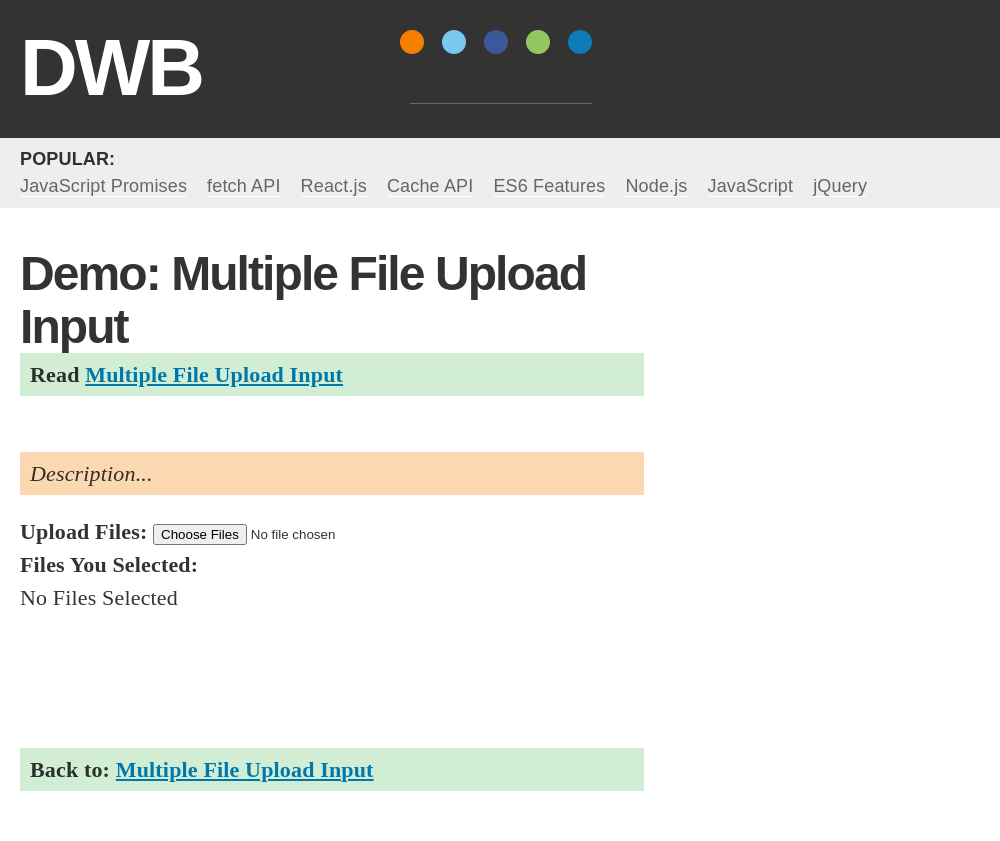 DWB
POPULAR:
JavaScript Promises fetch API React.js Cache API ES6 Features Node.js JavaScript jQuery
Demo: Multiple File Upload
Input
Read Multiple File Upload Input
Description...
Upload Files: Choose Files No file chosen
Files You Selected:
No Files Selected
Back to: Multiple File Upload Input